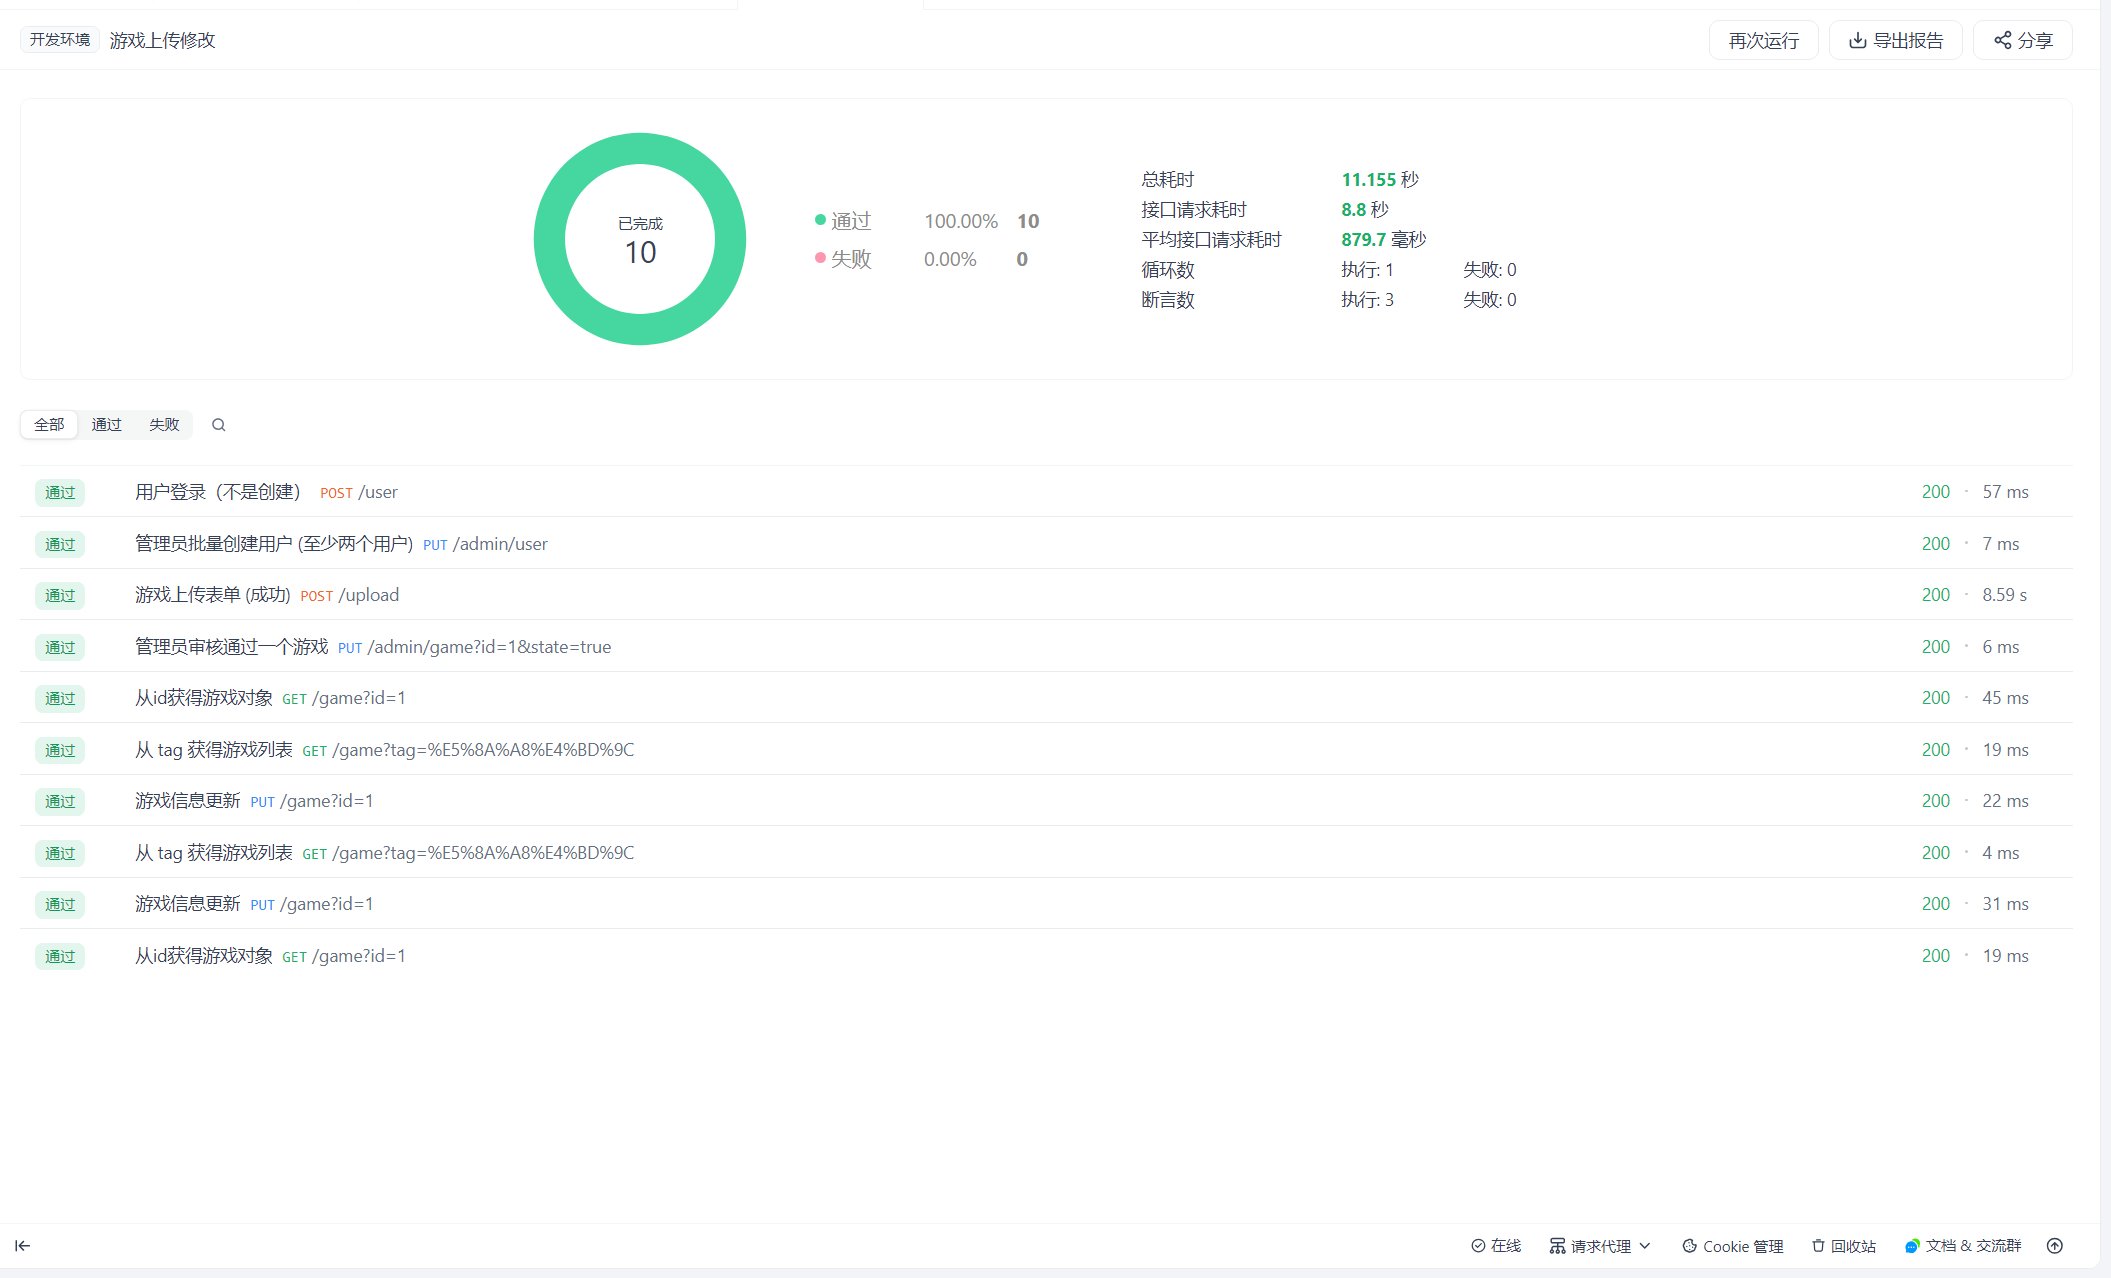 开发环境 游戏上传修改 再次运行 导出报告 分享
已完成
10
通过 100.00% 10
失败 0.00% 0
总耗时 11.155 秒
接口请求耗时 8.8 秒
平均接口请求耗时 879.7 毫秒
循环数 执行: 1 失败: 0
断言数 执行: 3 失败: 0
全部 通过 失败
通过 用户登录（不是创建） POST /user 200 · 57 ms
通过 管理员批量创建用户 (至少两个用户) PUT /admin/user 200 · 7 ms
通过 游戏上传表单 (成功) POST /upload 200 · 8.59 s
通过 管理员审核通过一个游戏 PUT /admin/game?id=1&state=true 200 · 6 ms
通过 从id获得游戏对象 GET /game?id=1 200 · 45 ms
通过 从 tag 获得游戏列表 GET /game?tag=%E5%8A%A8%E4%BD%9C 200 · 19 ms
通过 游戏信息更新 PUT /game?id=1 200 · 22 ms
通过 从 tag 获得游戏列表 GET /game?tag=%E5%8A%A8%E4%BD%9C 200 · 4 ms
通过 游戏信息更新 PUT /game?id=1 200 · 31 ms
通过 从id获得游戏对象 GET /game?id=1 200 · 19 ms
在线 请求代理 Cookie 管理 回收站 文档 & 交流群